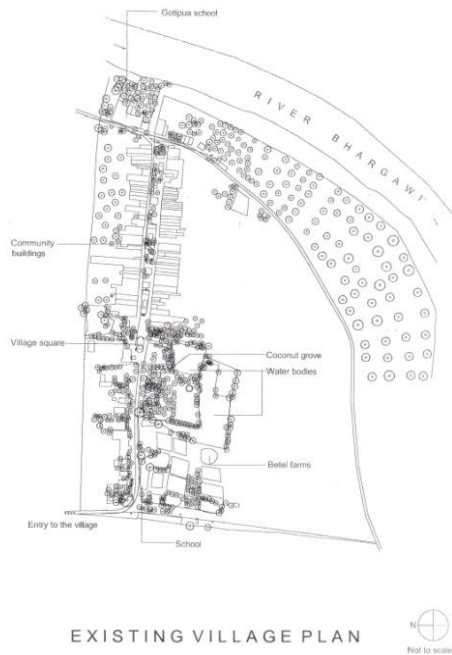 Gotipua school
RIVER BHARGAWI
Community
buildings
Village square
Coconut grove
Water bodies
Betel farms
Entry to the village
School
EXISTING VILLAGE PLAN
N
Not to scale